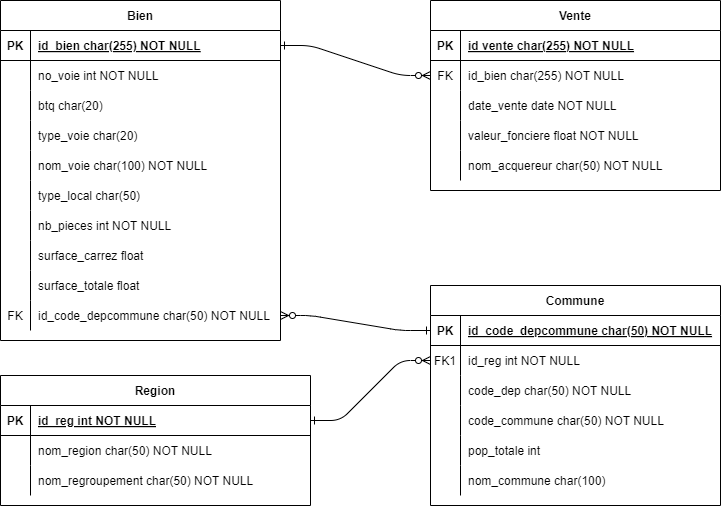 Bien
PK id_bien char(255) NOT NULL
no_voie int NOT NULL
btq char(20)
type_voie char(20)
nom_voie char(100) NOT NULL
type_local char(50)
nb_pieces int NOT NULL
surface_carrez float
surface_totale float
FK id_code_depcommune char(50) NOT NULL
Vente
PK id vente char(255) NOT NULL
FK id_bien char(255) NOT NULL
date_vente date NOT NULL
valeur_fonciere float NOT NULL
nom_acquereur char(50) NOT NULL
Region
PK id_reg int NOT NULL
nom_region char(50) NOT NULL
nom_regroupement char(50) NOT NULL
Commune
PK id_code_depcommune char(50) NOT NULL
FK1 id_reg int NOT NULL
code_dep char(50) NOT NULL
code_commune char(50) NOT NULL
pop_totale int
nom_commune char(100)